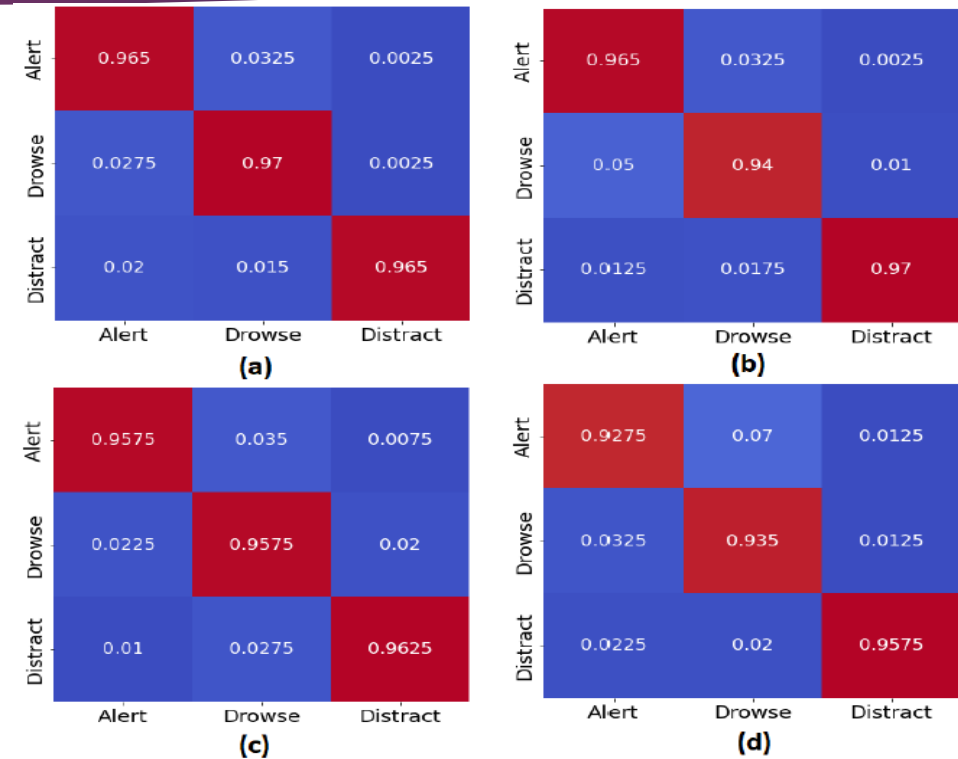 Alert 0.965 0.0325 0.0025
Drowse 0.0275 0.97 0.0025
Distract 0.02 0.015 0.965
Alert Drowse Distract
(a)
Alert 0.965 0.0325 0.0025
Drowse 0.05 0.94 0.01
Distract 0.0125 0.0175 0.97
Alert Drowse Distract
(b)
Alert 0.9575 0.035 0.0075
Drowse 0.0225 0.9575 0.02
Distract 0.01 0.0275 0.9625
Alert Drowse Distract
(c)
Alert 0.9275 0.07 0.0125
Drowse 0.0325 0.935 0.0125
Distract 0.0225 0.02 0.9575
Alert Drowse Distract
(d)